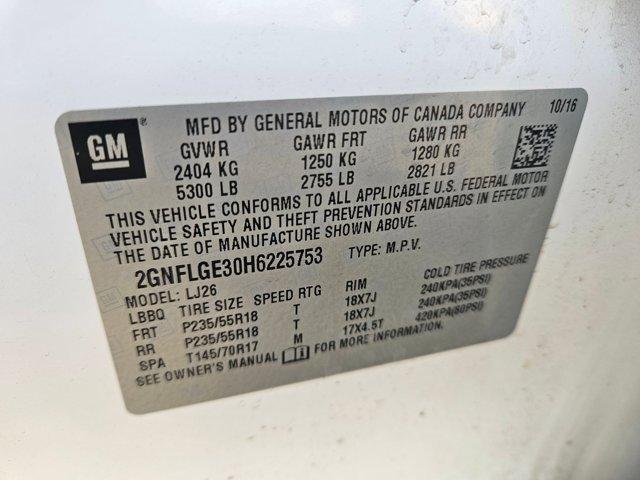 GM ®
MFD BY GENERAL MOTORS OF CANADA COMPANY 10/16
GVWR GAWR FRT GAWR RR
2404 KG 1250 KG 1280 KG
5300 LB 2755 LB 2821 LB
THIS VEHICLE CONFORMS TO ALL APPLICABLE U.S. FEDERAL MOTOR
VEHICLE SAFETY AND THEFT PREVENTION STANDARDS IN EFFECT ON
THE DATE OF MANUFACTURE SHOWN ABOVE.
2GNFLGE30H6225753 TYPE: M.P.V.
MODEL: LJ26
LBBQ TIRE SIZE SPEED RTG RIM COLD TIRE PRESSURE
FRT P235/55R18 T 18X7J 240KPA(35PSI)
RR P235/55R18 T 18X7J 240KPA(35PSI)
SPA T145/70R17 M 17X4.5T 420KPA(60PSI)
SEE OWNER'S MANUAL FOR MORE INFORMATION.